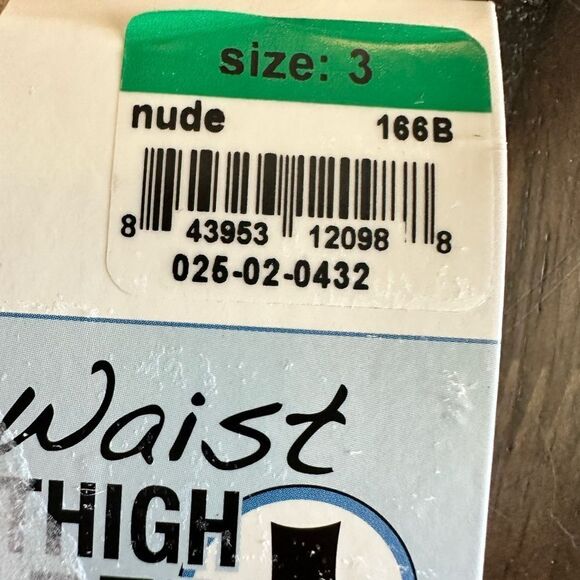 size: 3
nude 166B
8 43953 12098 8
025-02-0432
Waist
THIGH